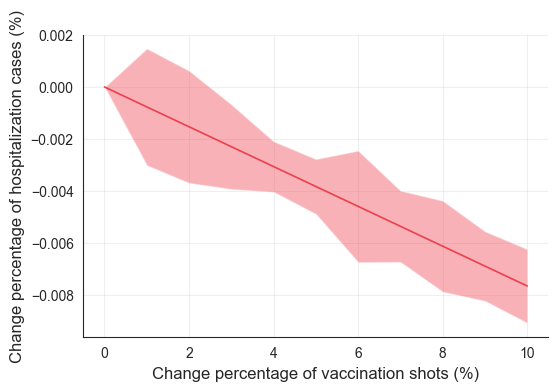 Change percentage of hospitalization cases (%)
0.002
0.000
−0.002
−0.004
−0.006
−0.008
0 2 4 6 8 10
Change percentage of vaccination shots (%)